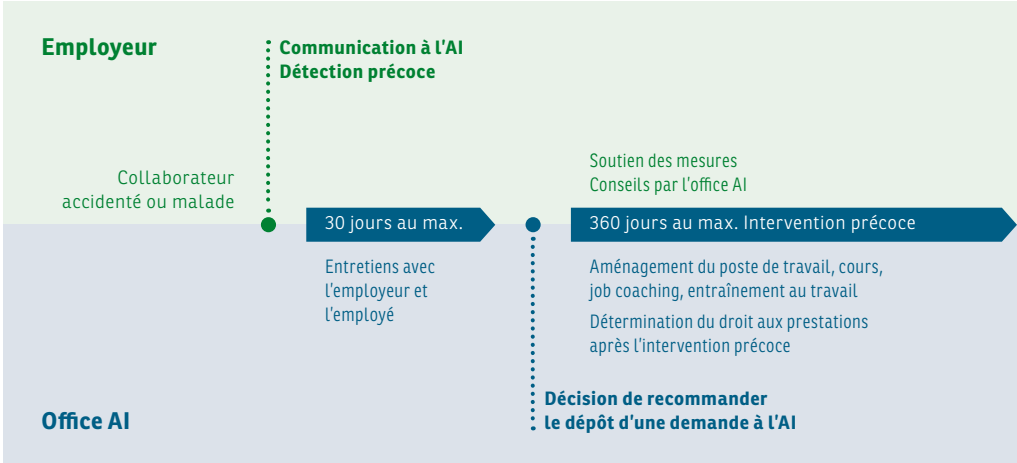 Employeur
Communication à l'AI
Détection précoce
Collaborateur
accidenté ou malade
Soutien des mesures
Conseils par l'office AI
30 jours au max.
360 jours au max. Intervention précoce
Entretiens avec
l'employeur et
l'employé
Aménagement du poste de travail, cours,
job coaching, entraînement au travail
Détermination du droit aux prestations
après l'intervention précoce
Décision de recommander
le dépôt d'une demande à l'AI
Office AI